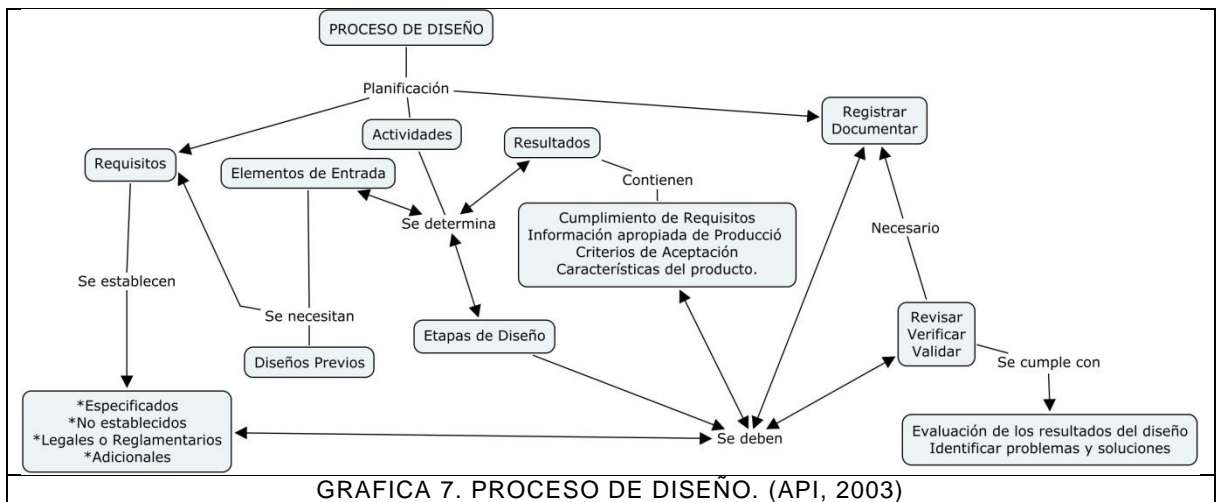 PROCESO DE DISEÑO
Planificación
Registrar
Documentar
Actividades
Resultados
Requisitos
Elementos de Entrada
Contienen
Se determina
Cumplimiento de Requisitos
Información apropiada de Producció
Criterios de Aceptación
Características del producto.
Necesario
Se establecen
Se necesitan
Etapas de Diseño
Revisar
Verificar
Validar
Diseños Previos
Se cumple con
*Especificados
*No establecidos
*Legales o Reglamentarios
*Adicionales
Se deben
Evaluación de los resultados del diseño
Identificar problemas y soluciones
GRAFICA 7. PROCESO DE DISEÑO. (API, 2003)